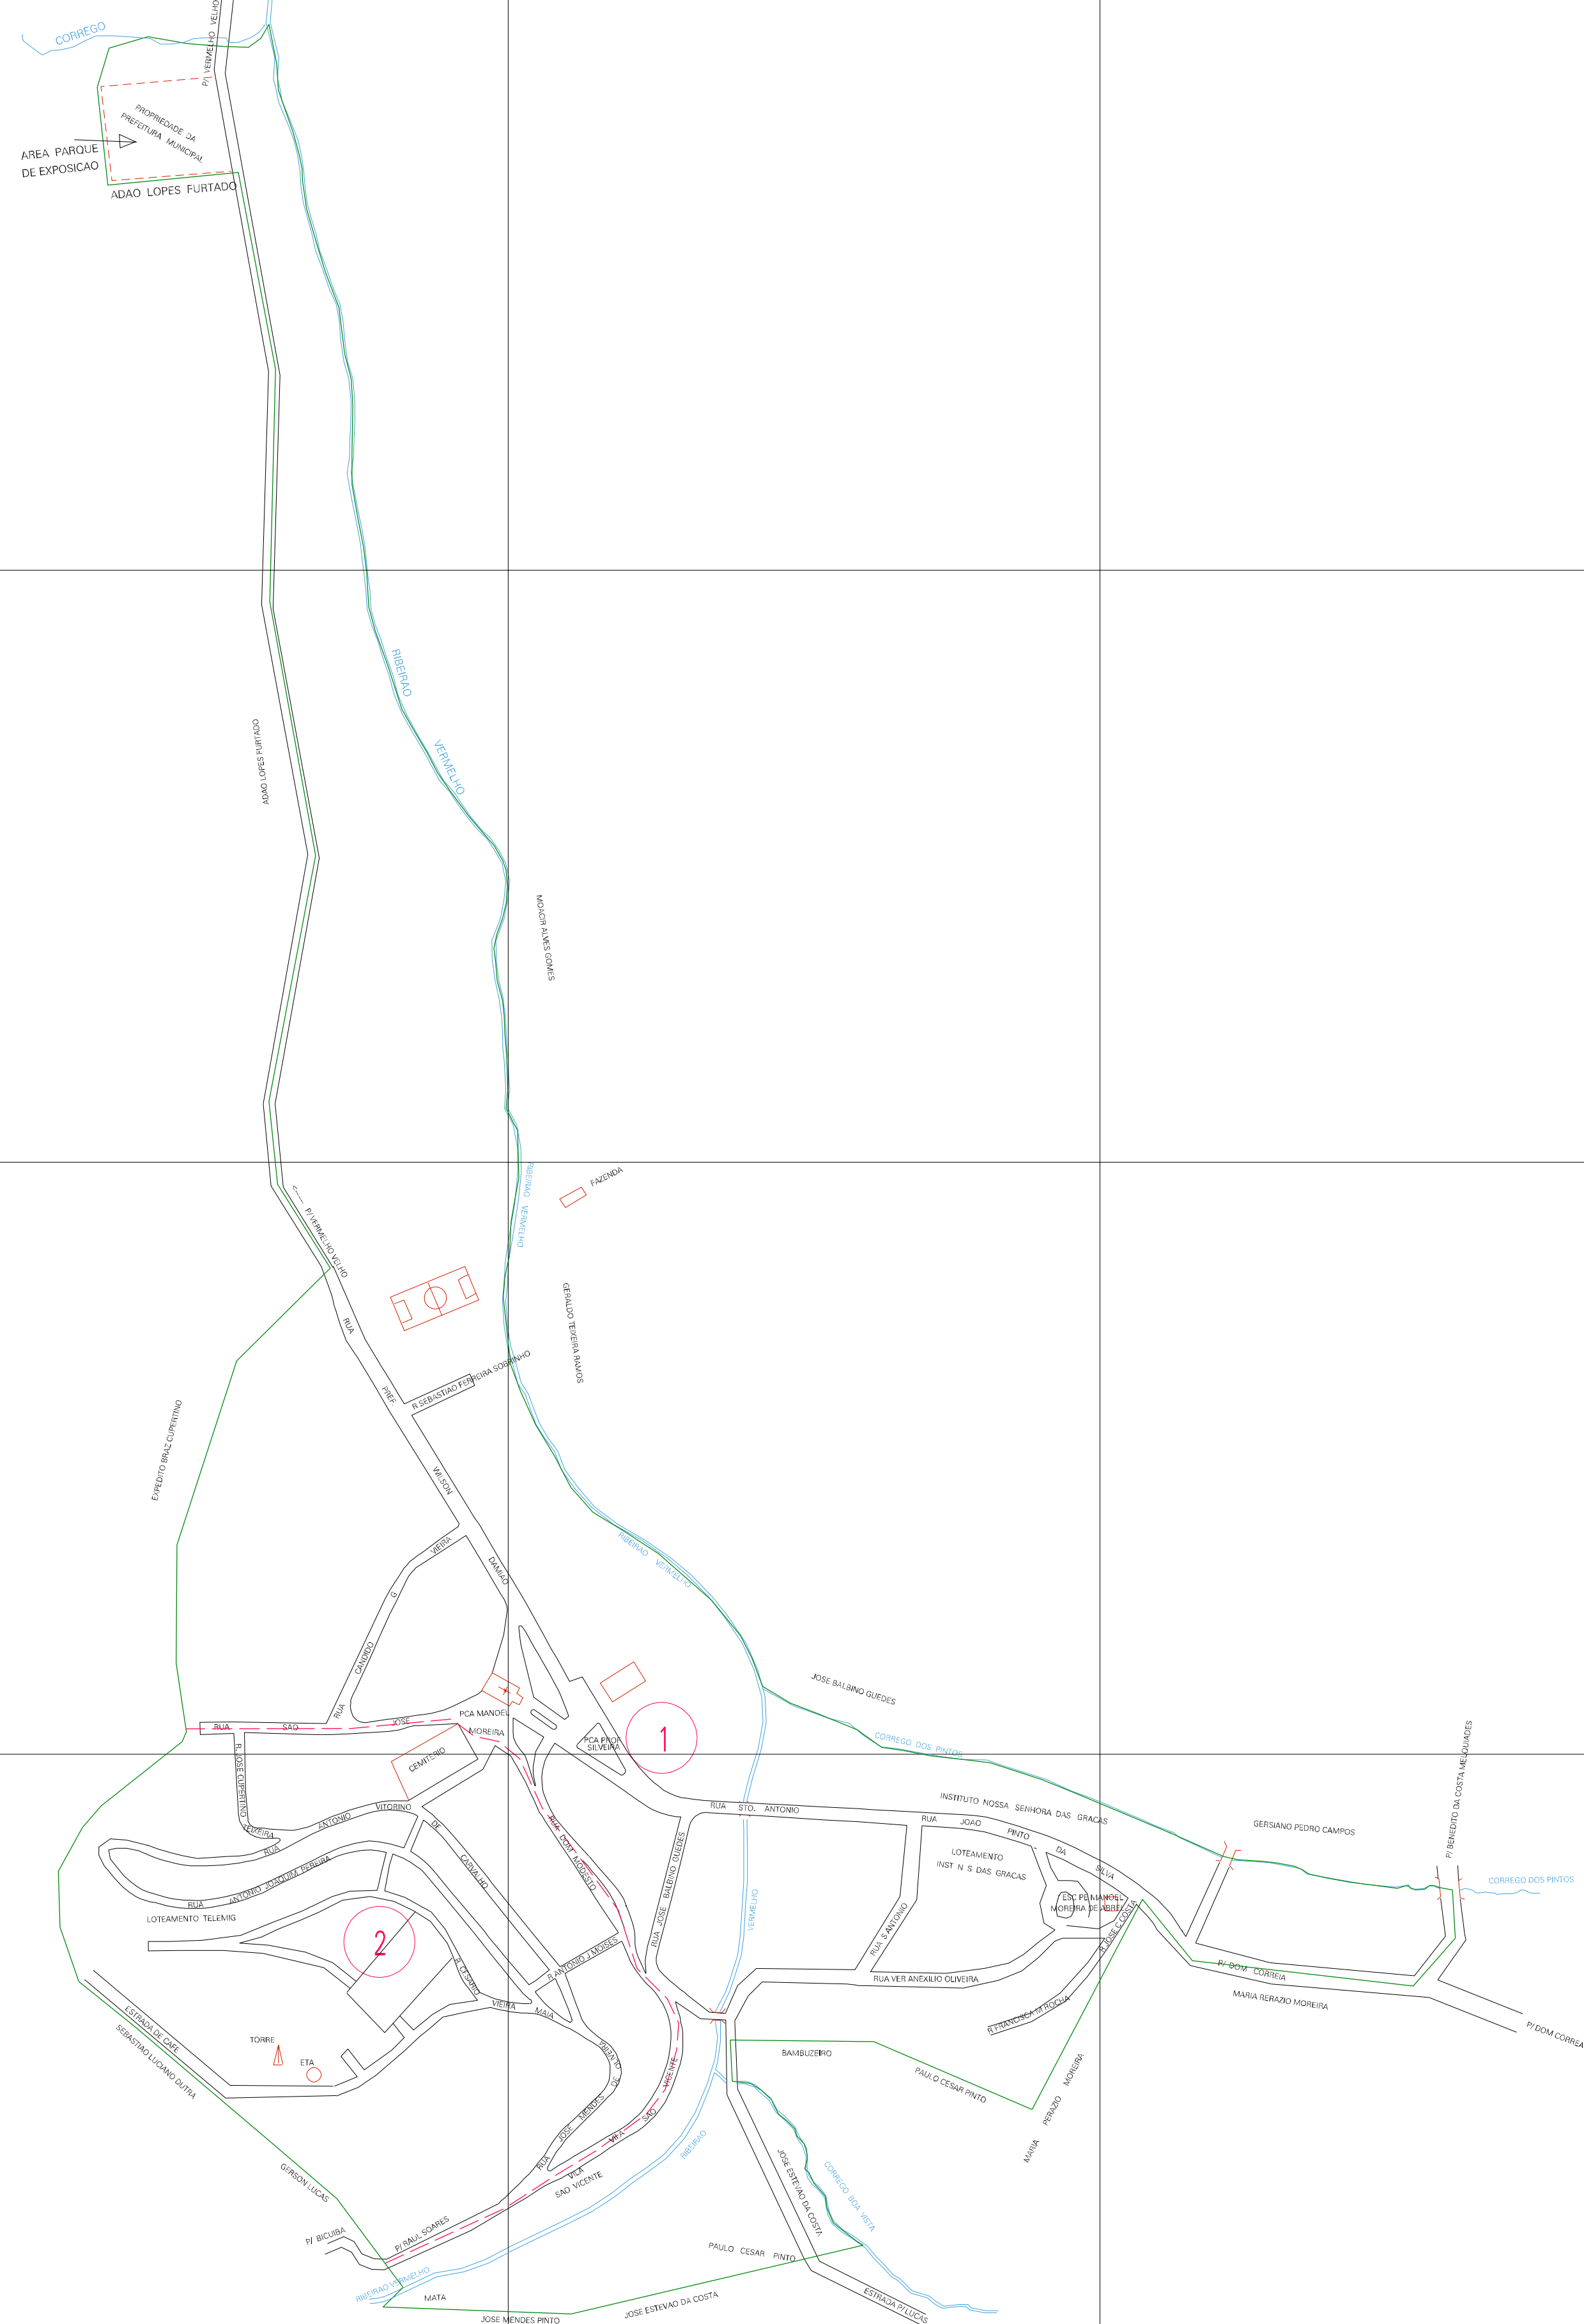 CORREGO
P/ VERMELHO VELHO
PROPRIEDADE DA
PREFEITURA MUNICIPAL
AREA PARQUE
DE EXPOSICAO
ADAO LOPES FURTADO
RIBEIRAO
VERMELHO
ADAO LOPES FURTADO
MOACIR ALVES GOMES
RIBEIRAO VERMELHO
FAZENDA
<---- P/ VERMELHO VELHO
GERALDO TEIXEIRA RAMOS
RUA PREF. WILSON DAMIAO
R SEBASTIAO FERREIRA SOBRINHO
EXPEDITO BRAZ CUPERTINO
RIBEIRAO VERMELHO
RUA CANDIDO G VIEIRA
JOSE BALBINO GUEDES
PCA MANOEL
MOREIRA
PCA PROF
SILVEIRA
1
RUA SAO JOSE
CORREGO DOS PINTOS
CEMITERIO
R JOSE CUPERTINO
P/ BENEDITO DA COSTA MELQUIADES
INSTITUTO NOSSA SENHORA DAS GRACAS
GERSIANO PEDRO CAMPOS
RUA STO. ANTONIO
RUA JOAO PINTO DA SILVA
TEIXEIRA
RUA ANTONIO VITORINO DE CARVALHO
RUA DOM MODESTO
RUA JOSE BALBINO GUEDES
LOTEAMENTO
INST N S DAS GRACAS
RUA ANTONIO JOAQUIM PEREIRA
CORREGO DOS PINTOS
ESC PE MANOEL
MOREIRA DE ABREU
LOTEAMENTO TELEMIG
2
VERMELHO
RUA S ANTONIO
R JOSE C COSTA
R ANTONIO J MOISES
R. CESARIO VIEIRA MAIA
RUA VER ANEXILIO OLIVEIRA
P/ DOM CORREIA
MARIA RERAZIO MOREIRA
R FRANCISCA M ROCHA
P/ DOM CORREA
ESTRADA DE CAFE
SEBASTIAO LUCIANO DUTRA
TORRE
ETA
BAMBUZEIRO
PAULO CESAR PINTO
MARIA PERAZIO MOREIRA
RUA JOSE MENDES DE OLIVEIRA
VILA SAO VICENTE
RIBEIRAO
VILA
SAO VICENTE
GERSON LUCAS
JOSE ESTEVAO DA COSTA
CORREGO BOA VISTA
P/ BICUIBA
P/ RAUL SOARES
PAULO CESAR PINTO
RIBEIRAO VERMELHO
MATA
JOSE MENDES PINTO
JOSE ESTEVAO DA COSTA
ESTRADA P/ LUCAS